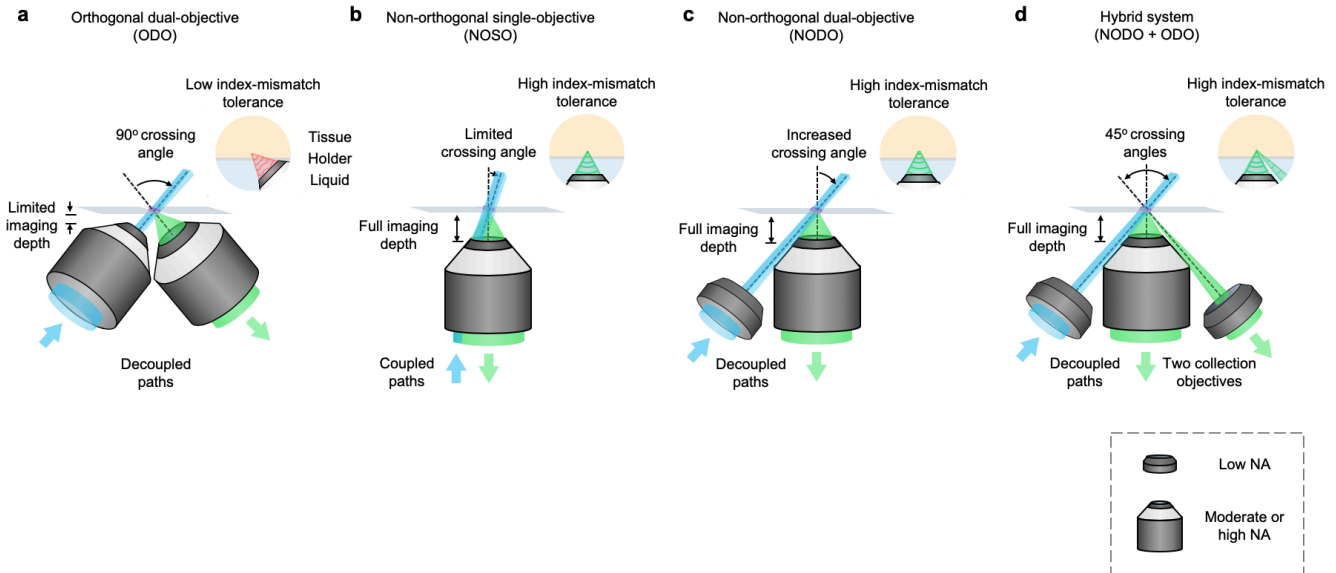 a
Orthogonal dual-objective
(ODO)
Low index-mismatch
tolerance
90º crossing
angle
Tissue
Holder
Liquid
Limited
imaging depth
Decoupled
paths
b
Non-orthogonal single-objective
(NOSO)
High index-mismatch
tolerance
Limited
crossing angle
Full imaging
depth
Coupled
paths
c
Non-orthogonal dual-objective
(NODO)
High index-mismatch
tolerance
Increased
crossing angle
Full imaging
depth
Decoupled
paths
d
Hybrid system
(NODO + ODO)
High index-mismatch
tolerance
45º crossing
angles
Full imaging
depth
Decoupled
paths
Two collection
objectives
Low NA
Moderate or
high NA